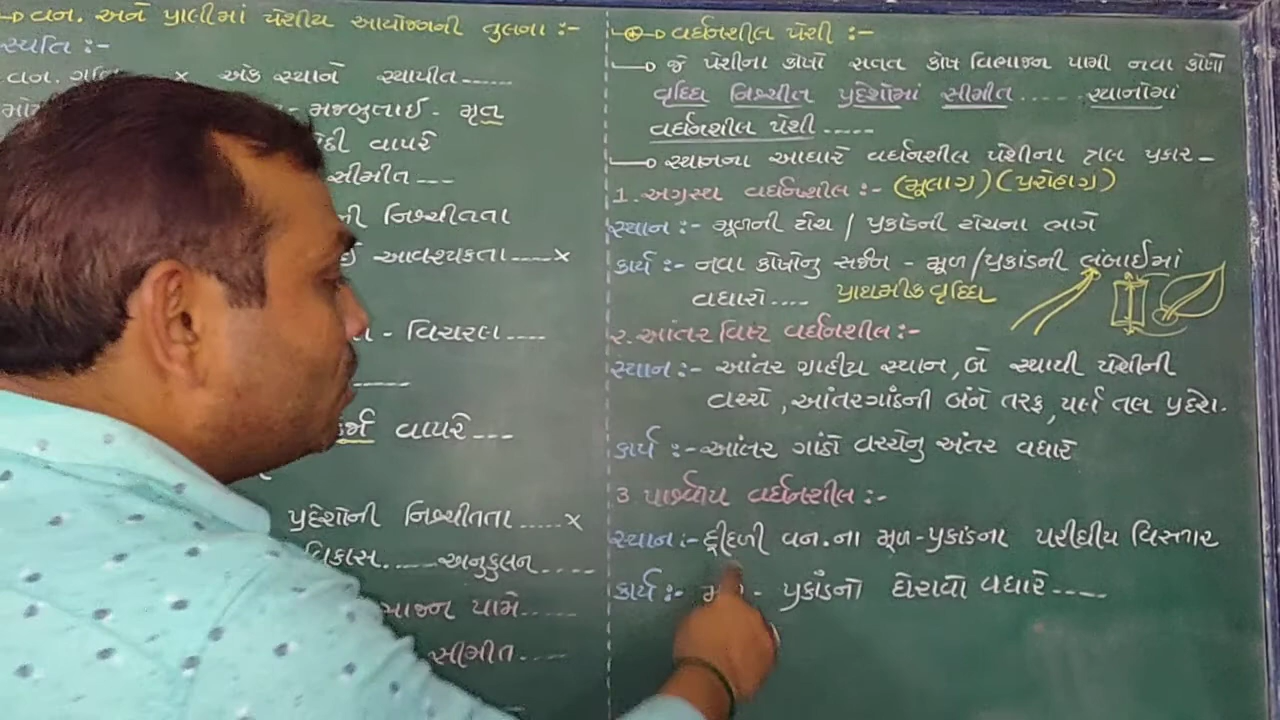 વન. અને પ્રાણીમાં પેશીય આયોજનની તુલના :-
સ્થતિ :-
વન. x એક સ્થાને સ્થાપીત......
- મજબુતાઈ - મૃત
વાપરે
સીમીત ---
નિશ્ચીતતા
આવશ્યકતા ----x
- વિચરણ....
વાપરે ---
પ્રદેશોની નિશ્ચીતતા .....x
વિકાસ.....અનુકુલન.....
પામે.....
સીમીત....
વર્ધનશીલ પેશી :-
જે પેશીના કોષો સતત કોષ વિભાજન પામી નવા કોષો
વૃધ્ધિ નિશ્ચીત પ્રદેશોમાં સીમીત .... સ્થાનોમાં
વર્ધનશીલ પેશી -----
સ્થાનના આધારે વર્ધનશીલ પેશીના ત્રણ પ્રકાર -
1. અગ્રસ્થ વર્ધનશીલ :- (મૂલાગ્ર) (પ્રરોહાગ્ર)
સ્થાન :- મૂળની ટોચ / પ્રકાંડની ટોચના ભાગે
કાર્ય :- નવા કોષોનુ સર્જન - મૂળ/પ્રકાંડની લંબાઈમાં
વધારો.... પ્રાથમીક વૃધ્ધિ
૨. આંતર વિષ્ટ વર્ધનશીલ :-
સ્થાન :- આંતર ગ્રાહીય સ્થાન, બે સ્થાયી પેશીની
વચ્ચે, આંતરગાંઠની બંને તરફ, પર્ણ તલ પ્રદેશ.
કાર્ય :- આંતર ગાંઠો વચ્ચેનુ અંતર વધારે
3 પાર્શ્વીય વર્ધનશીલ :-
સ્થાન :- દ્વીદળી વન.ના મૂળ-પ્રકાંડના પરીઘીય વિસ્તાર
કાર્ય :- - પ્રકાંડનો ઘેરાવો વધારે ----